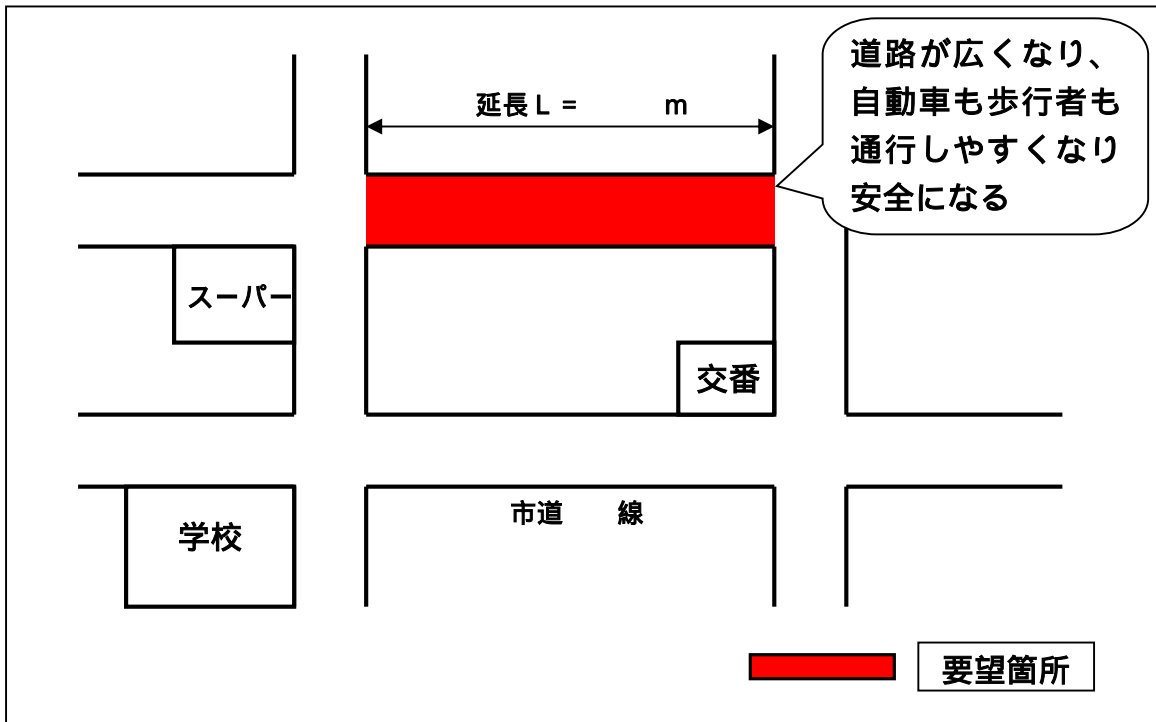 道路が広くなり、
自動車も歩行者も
通行しやすくなり
安全になる
延長L= m
スーパー
交番
市道 線
学校
要望箇所